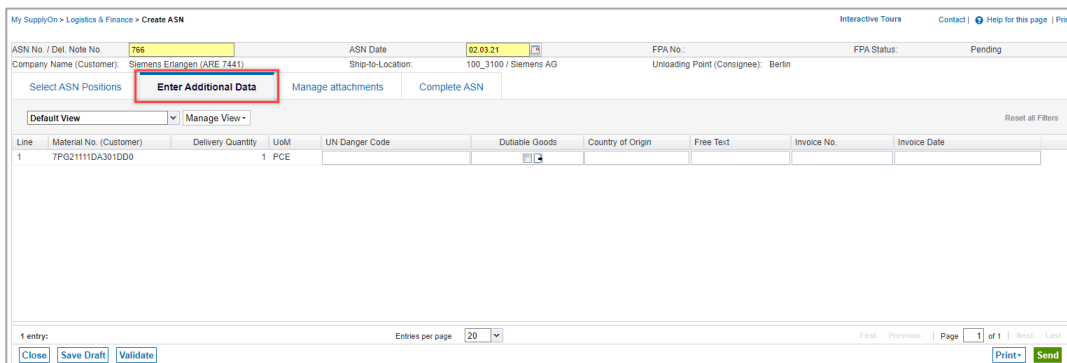 My SupplyOn > Logistics & Finance > Create ASN Interactive Tours Contact | Help for this page |
ASN No. / Del. Note No. 766 ASN Date 02.03.21 FPA No.: FPA Status: Pending
Company Name (Customer): Siemens Erlangen (ARE 7441) Ship-to-Location: 100_3100 / Siemens AG Unloading Point (Consignee): Berlin
Select ASN Positions Enter Additional Data Manage attachments Complete ASN
Default View Manage View Reset all Filters
Line Material No. (Customer) Delivery Quantity UoM UN Danger Code Dutiable Goods Country of Origin Free Text Invoice No. Invoice Date
1 7PG21111DA301DD0 1 PCE
1 entry: Entries per page 20 First Previous | Page 1 of 1 | Next Last
Close Save Draft Validate Print Send